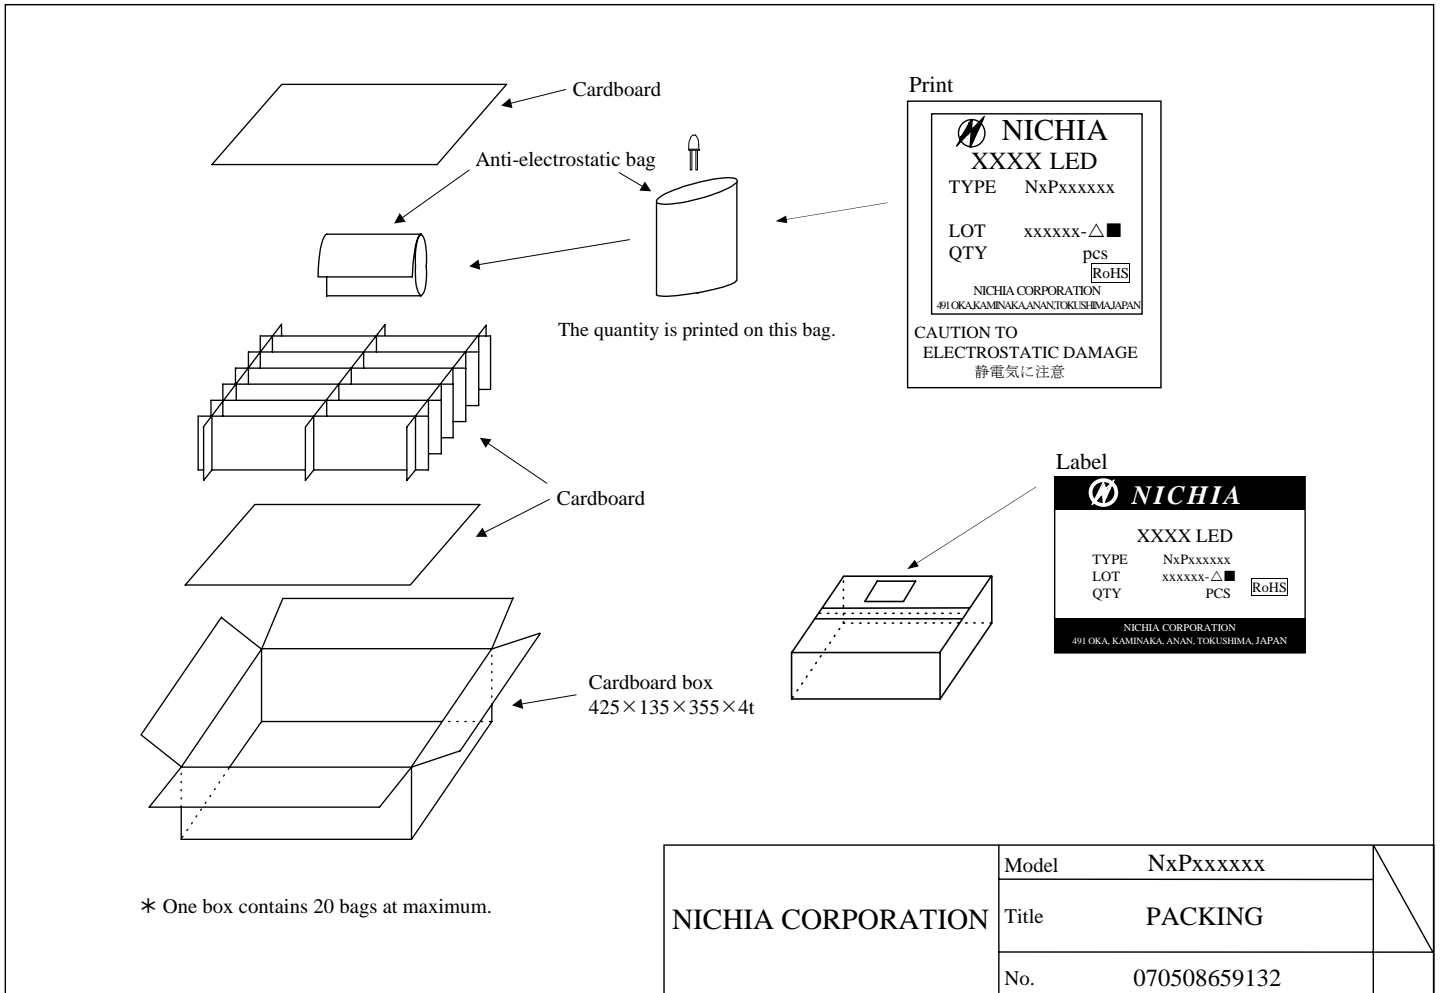 Cardboard
Anti-electrostatic bag
The quantity is printed on this bag.
Print
NICHIA
XXXX LED
TYPE NxPxxxxxx
LOT xxxxxx-△■
QTY pcs
RoHS
NICHIA CORPORATION
491 OKA,KAMINAKA,ANAN,TOKUSHIMA,JAPAN
CAUTION TO
ELECTROSTATIC DAMAGE
静電気に注意
Cardboard
Label
NICHIA
XXXX LED
TYPE NxPxxxxxx
LOT xxxxxx-△■
QTY PCS
RoHS
NICHIA CORPORATION
491 OKA, KAMINAKA, ANAN, TOKUSHIMA, JAPAN
Cardboard box
425×135×355×4t
* One box contains 20 bags at maximum.
NICHIA CORPORATION
Model NxPxxxxxx
Title PACKING
No. 070508659132